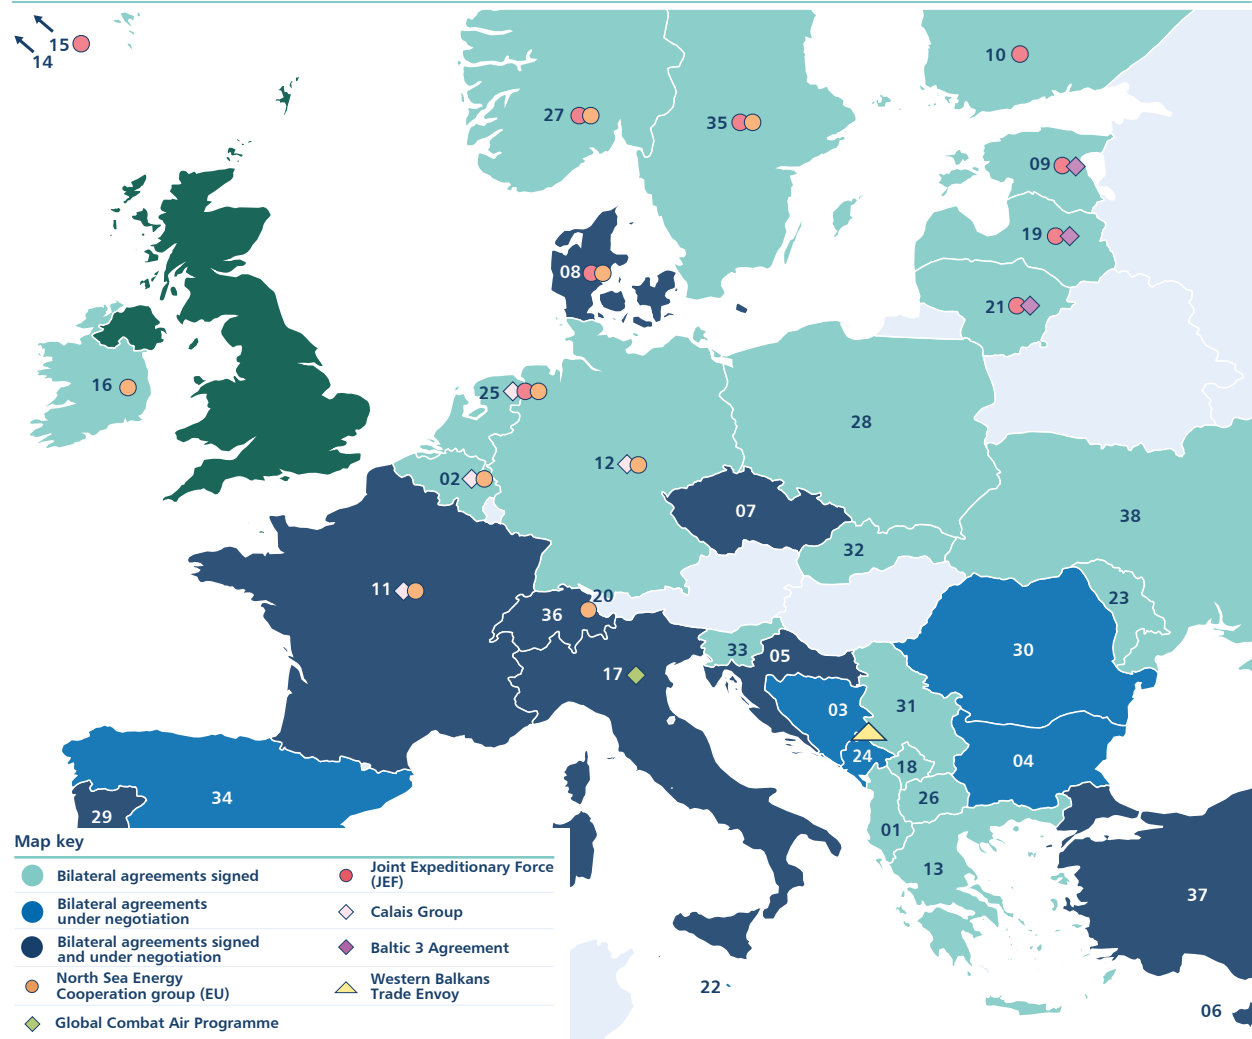 15
14
10
27
35
09
19
08
21
16
25
28
02
12
07
38
32
11
20
36
23
33
05
30
17
31
03
24
18
04
34
26
29
01
13
37
22
06
Map key
Bilateral agreements signed
Bilateral agreements
under negotiation
Bilateral agreements signed
and under negotiation
North Sea Energy
Cooperation group (EU)
Global Combat Air Programme
Joint Expeditionary Force
(JEF)
Calais Group
Baltic 3 Agreement
Western Balkans
Trade Envoy